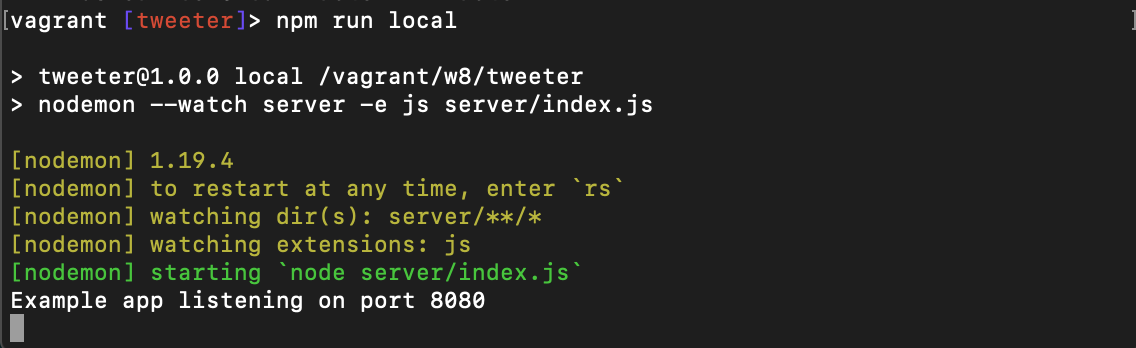 [vagrant [tweeter]> npm run local ]
> tweeter@1.0.0 local /vagrant/w8/tweeter
> nodemon --watch server -e js server/index.js
[nodemon] 1.19.4
[nodemon] to restart at any time, enter `rs`
[nodemon] watching dir(s): server/**/*
[nodemon] watching extensions: js
[nodemon] starting `node server/index.js`
Example app listening on port 8080